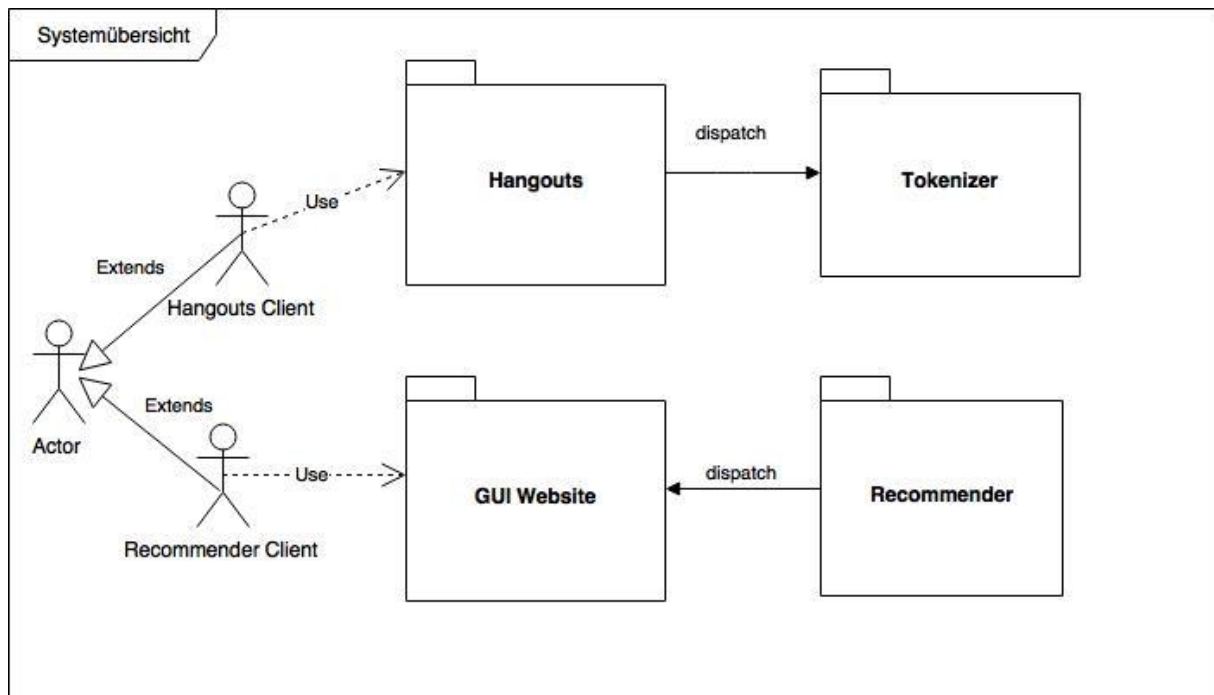 Systemübersicht
Hangouts
dispatch
Tokenizer
Use
Extends
Hangouts Client
Actor
Extends
Recommender Client
Use
GUI Website
dispatch
Recommender